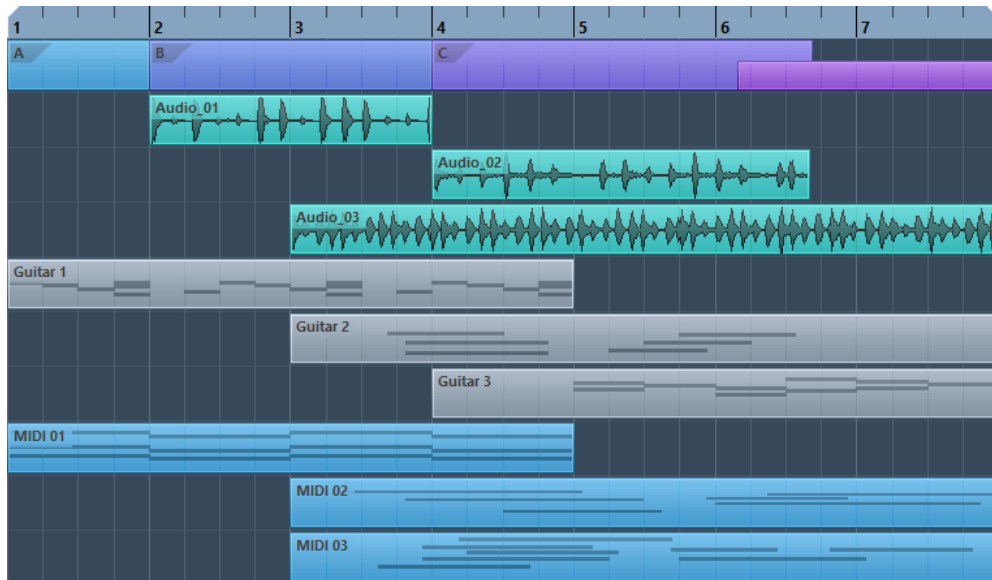 1 2 3 4 5 6 7
A B C
Audio_01
Audio_02
Audio_03
Guitar 1
Guitar 2
Guitar 3
MIDI 01
MIDI 02
MIDI 03